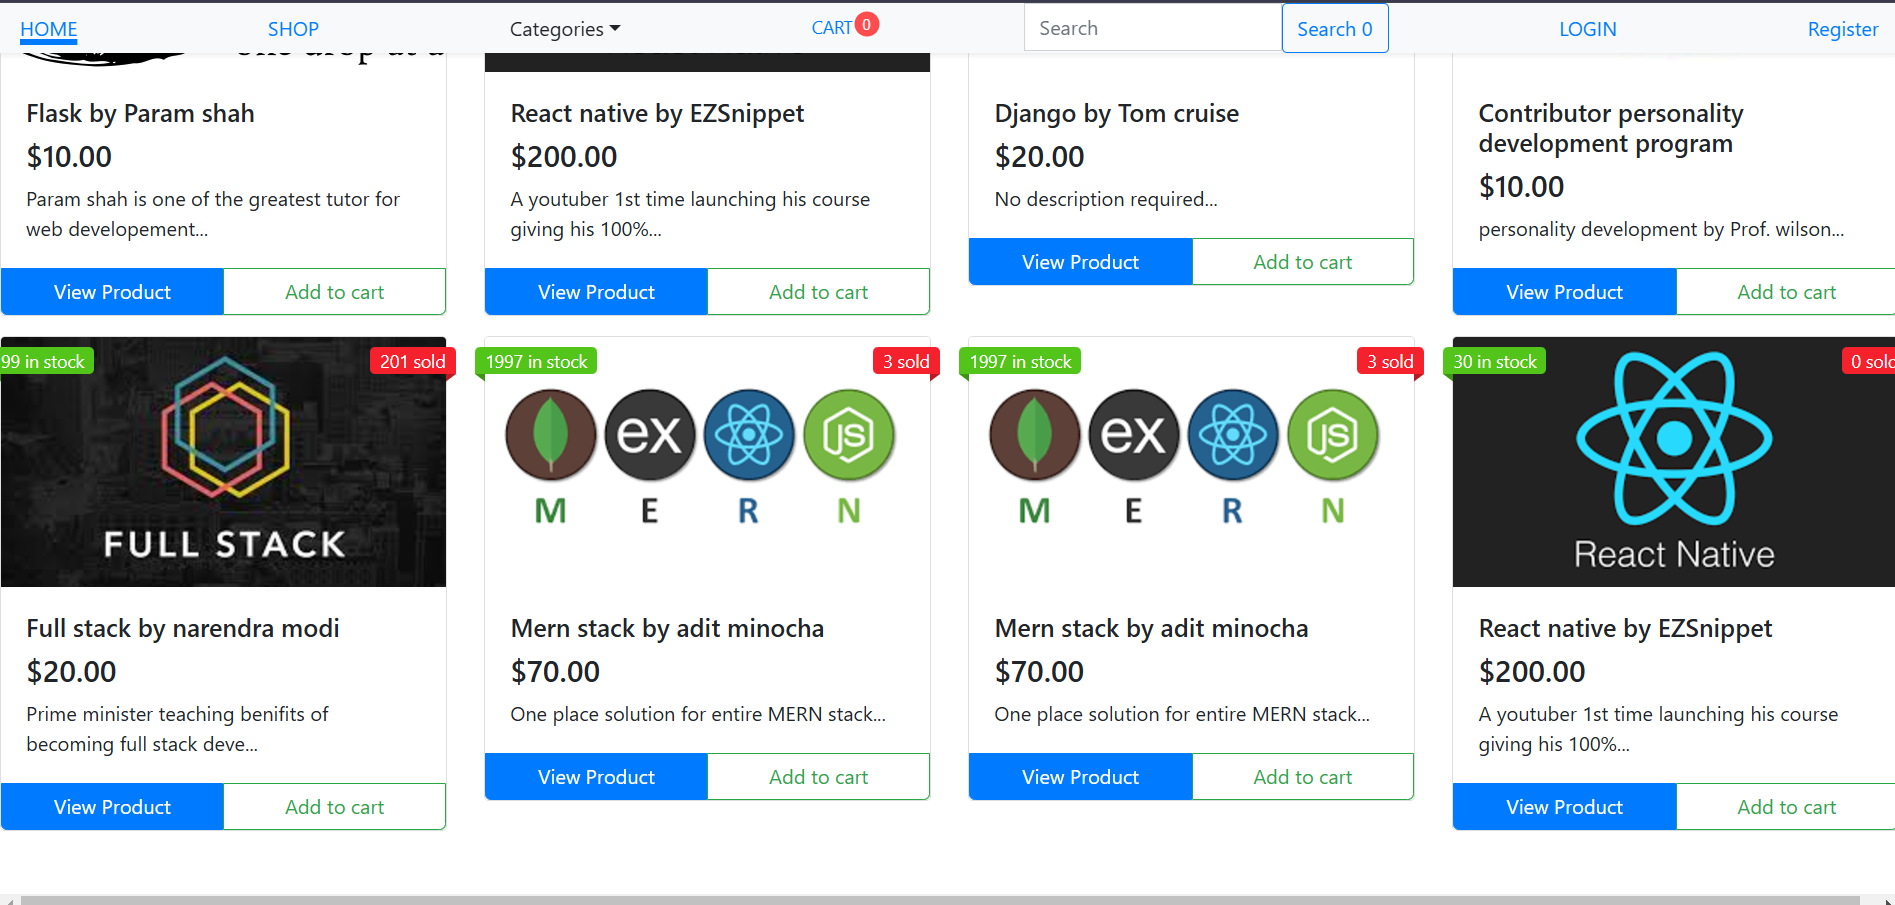 HOME
SHOP
Categories
CART 0
Search
Search 0
LOGIN
Register
one drop at a
Flask by Param shah
$10.00
Param shah is one of the greatest tutor for
web developement...
View Product
Add to cart
React native by EZSnippet
$200.00
A youtuber 1st time launching his course
giving his 100%...
View Product
Add to cart
Django by Tom cruise
$20.00
No description required...
View Product
Add to cart
Contributor personality
development program
$10.00
personality development by Prof. wilson...
View Product
Add to cart
99 in stock
201 sold
FULL STACK
Full stack by narendra modi
$20.00
Prime minister teaching benifits of
becoming full stack deve...
View Product
Add to cart
1997 in stock
3 sold
ex
JS
M E R N
Mern stack by adit minocha
$70.00
One place solution for entire MERN stack...
View Product
Add to cart
1997 in stock
3 sold
ex
JS
M E R N
Mern stack by adit minocha
$70.00
One place solution for entire MERN stack...
View Product
Add to cart
30 in stock
0 sold
React Native
React native by EZSnippet
$200.00
A youtuber 1st time launching his course
giving his 100%...
View Product
Add to cart